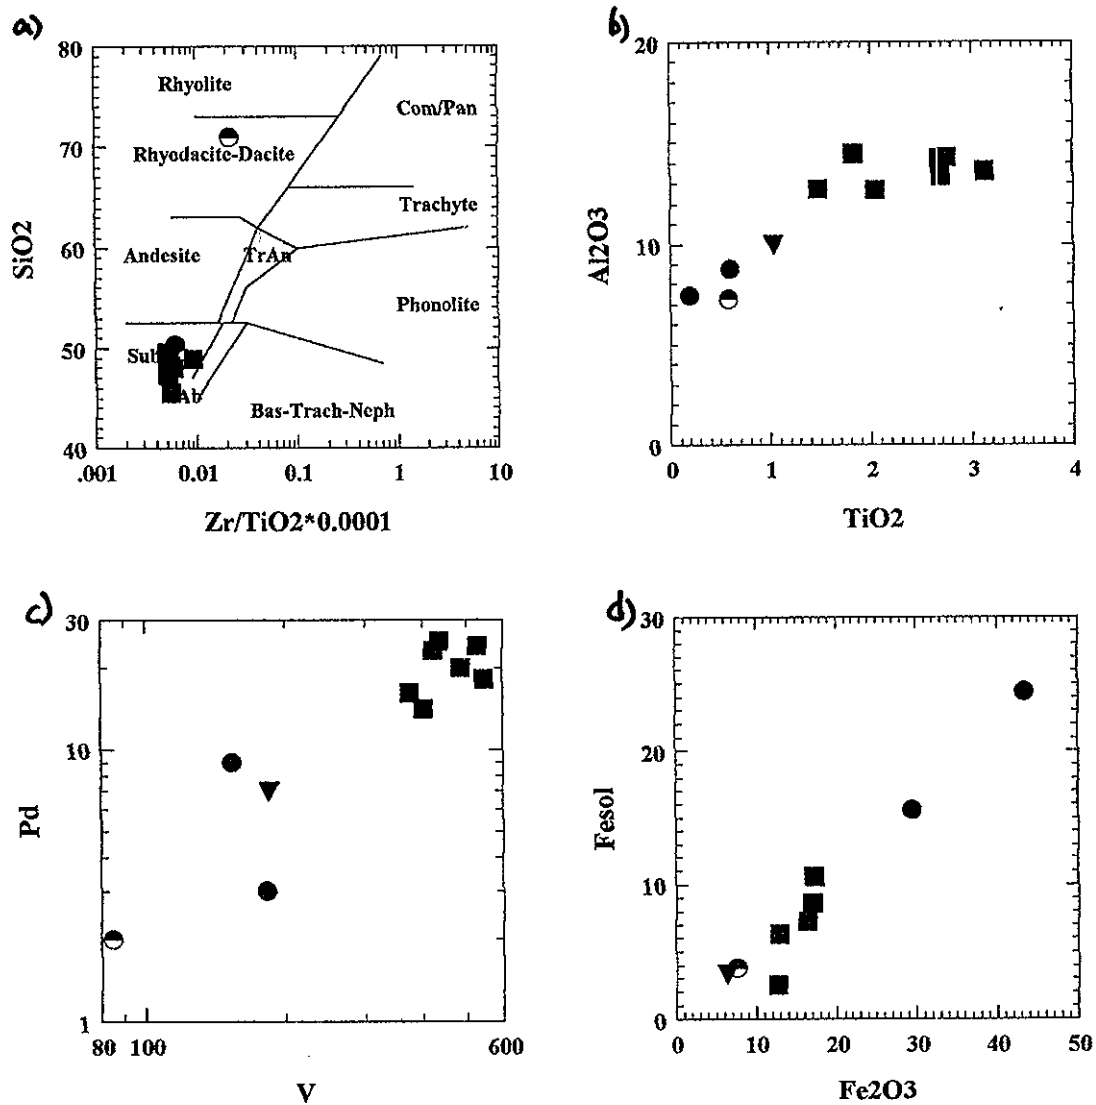 a)
80
Rhyolite
Com/Pan
70
Rhyodacite-Dacite
Trachyte
60
Andesite
TrAn
Phonolite
50
Sub
Ab
Bas-Trach-Neph
40
.001 0.01 0.1 1 10
SiO2
Zr/TiO2*0.0001
b)
20
10
0
0 1 2 3 4
Al2O3
TiO2
c)
30
10
1
80 100 600
Pd
V
d)
30
20
10
0
0 10 20 30 40 50
Fesol
Fe2O3